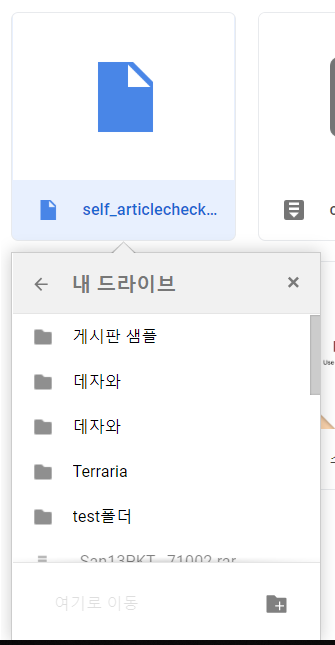 self_articlecheck...
내 드라이브
게시판 샘플
데자와
데자와
Terraria
test폴더
여기로 이동